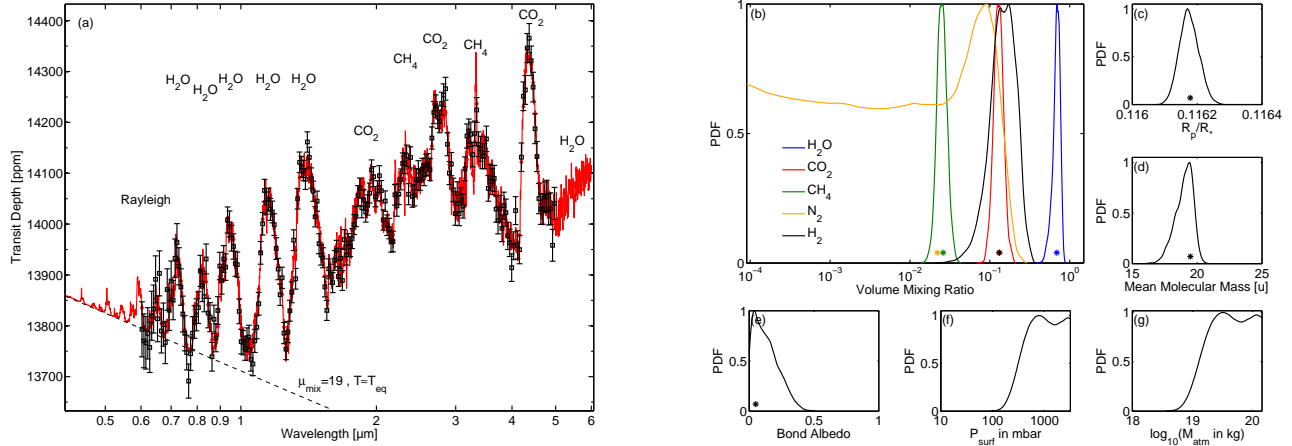 (a)
14400
14300
14200
14100
14000
13900
13800
13700
Transit Depth [ppm]
Rayleigh
H2O
H2O
H2O
H2O
H2O
CO2
CH4
CO2
CH4
CO2
H2O
μmix=19 , T=Teq
0.5 0.6 0.7 0.8 0.9 1 2 3 4 5 6
Wavelength [μm]
(b)
1
0.5
0
PDF
H2O
CO2
CH4
N2
H2
10^-4 10^-2 10^-1 10^0
Volume Mixing Ratio
(c)
1
0.5
0
PDF
0.116 0.1162 0.1164
Rp/R*
(d)
1
0.5
0
PDF
15 20 25
Mean Molecular Mass [u]
(e)
1
0.5
0
PDF
0 0.5 1
Bond Albedo
(f)
1
0.5
0
PDF
10 100 1000
Psurf in mbar
(g)
1
0.5
0
PDF
18 19 20
log10(Matm in kg)